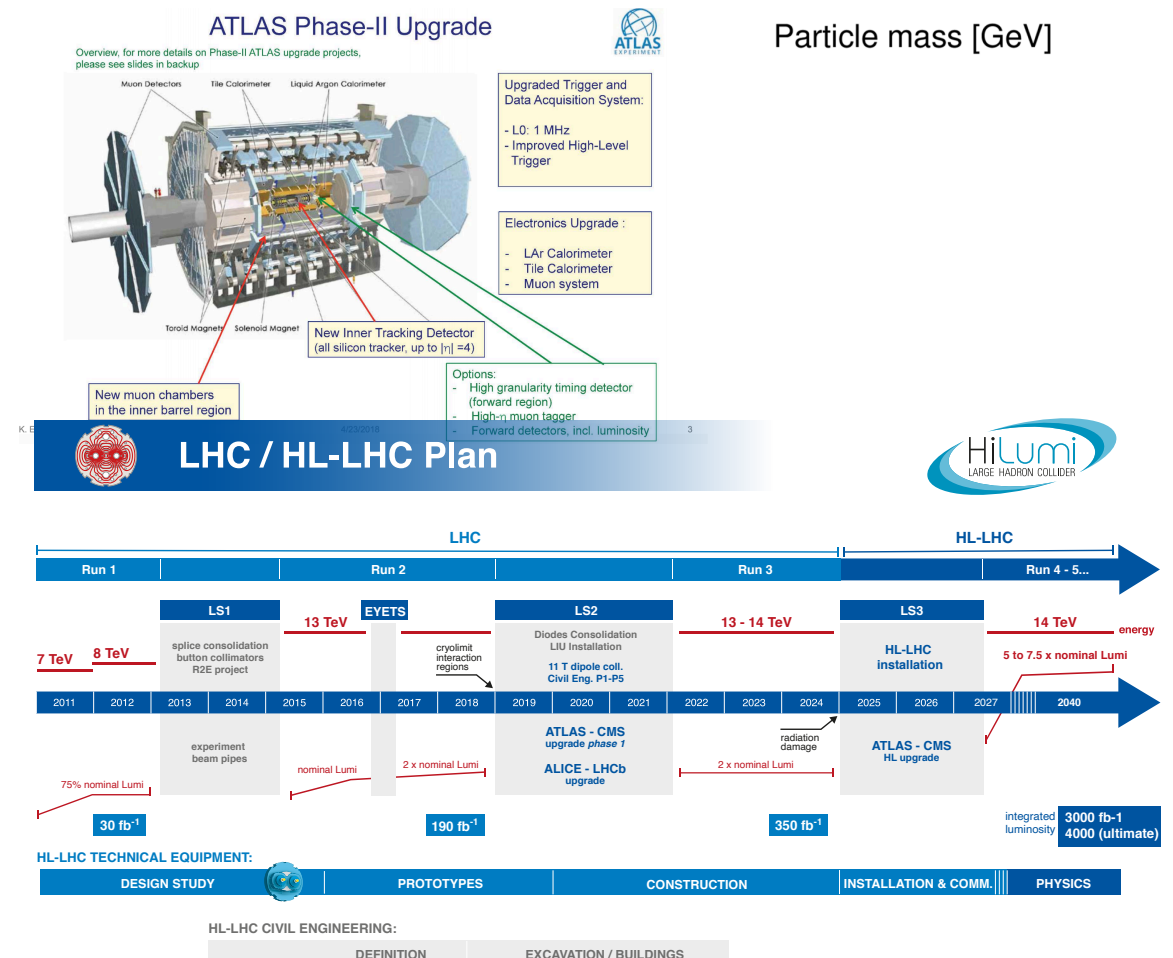 ATLAS Phase-II Upgrade
ATLAS
EXPERIMENT
Particle mass [GeV]
Overview, for more details on Phase-II ATLAS upgrade projects,
please see slides in backup
Muon Detectors
Tile Calorimeter
Liquid Argon Calorimeter
Toroid Magnets
Solenoid Magnet
Upgraded Trigger and
Data Acquisition System:
- L0: 1 MHz
- Improved High-Level
Trigger
Electronics Upgrade :
- LAr Calorimeter
- Tile Calorimeter
- Muon system
New Inner Tracking Detector
(all silicon tracker, up to |η| =4)
New muon chambers
in the inner barrel region
Options:
- High granularity timing detector
(forward region)
- High-η muon tagger
- Forward detectors, incl. luminosity
4/23/2018
3
LHC / HL-LHC Plan
HiLumi
LARGE HADRON COLLIDER
LHC
HL-LHC
Run 1
Run 2
Run 3
Run 4 - 5...
LS1
EYETS
LS2
LS3
7 TeV
8 TeV
13 TeV
13 - 14 TeV
14 TeV
energy
splice consolidation
button collimators
R2E project
cryolimit
interaction
regions
Diodes Consolidation
LIU Installation
11 T dipole coll.
Civil Eng. P1-P5
HL-LHC
installation
5 to 7.5 x nominal Lumi
2011 2012 2013 2014 2015 2016 2017 2018 2019 2020 2021 2022 2023 2024 2025 2026 2027 2040
experiment
beam pipes
ATLAS - CMS
upgrade phase 1
ALICE - LHCb
upgrade
radiation
damage
ATLAS - CMS
HL upgrade
75% nominal Lumi
nominal Lumi
2 x nominal Lumi
2 x nominal Lumi
30 fb-1
190 fb-1
350 fb-1
integrated
luminosity
3000 fb-1
4000 (ultimate)
HL-LHC TECHNICAL EQUIPMENT:
DESIGN STUDY
PROTOTYPES
CONSTRUCTION
INSTALLATION & COMM.
PHYSICS
HL-LHC CIVIL ENGINEERING:
DEFINITION
EXCAVATION / BUILDINGS